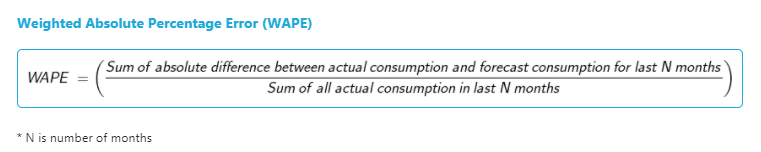 Weighted Absolute Percentage Error (WAPE)
WAPE = (Sum of absolute difference between actual consumption and forecast consumption for last N months
Sum of all actual consumption in last N months)
* N is number of months